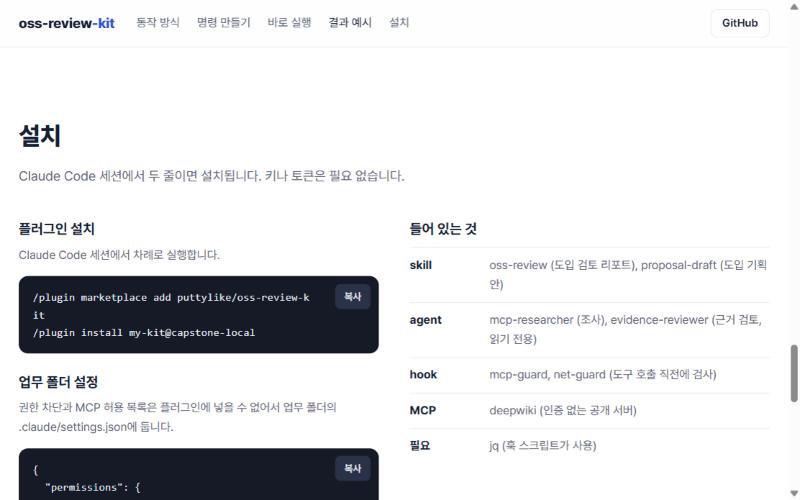 oss-review-kit
동작 방식
명령 만들기
바로 실행
결과 예시
설치
GitHub
설치
Claude Code 세션에서 두 줄이면 설치됩니다. 키나 토큰은 필요 없습니다.
플러그인 설치
Claude Code 세션에서 차례로 실행합니다.
/plugin marketplace add puttylike/oss-review-k
it
/plugin install my-kit@capstone-local
복사
업무 폴더 설정
권한 차단과 MCP 허용 목록은 플러그인에 넣을 수 없어서 업무 폴더의
.claude/settings.json에 둡니다.
{
"permissions": {
복사
들어 있는 것
skill
oss-review (도입 검토 리포트), proposal-draft (도입 기획
안)
agent
mcp-researcher (조사), evidence-reviewer (근거 검토,
읽기 전용)
hook
mcp-guard, net-guard (도구 호출 직전에 검사)
MCP
deepwiki (인증 없는 공개 서버)
필요
jq (훅 스크립트가 사용)